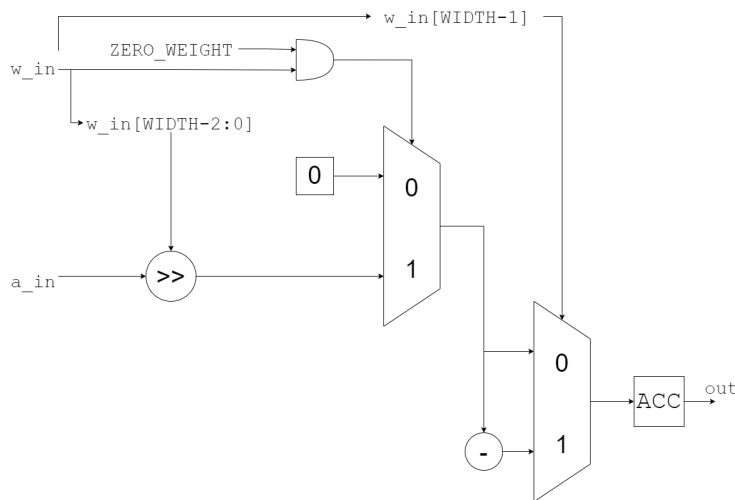 w_in[WIDTH-1]
ZERO_WEIGHT
w_in
w_in[WIDTH-2:0]
0
0
>>
1
a_in
0
ACC
out
-
1